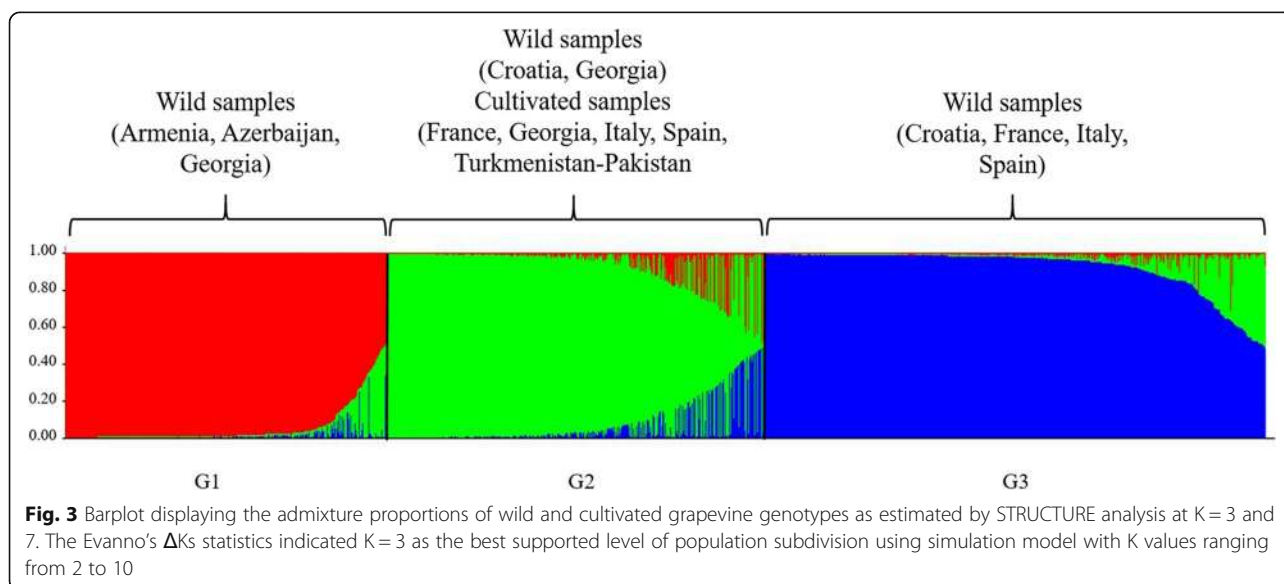 Wild samples
(Armenia, Azerbaijan,
Georgia)
Wild samples
(Croatia, Georgia)
Cultivated samples
(France, Georgia, Italy, Spain,
Turkmenistan-Pakistan
Wild samples
(Croatia, France, Italy,
Spain)
1.00
0.80
0.60
0.40
0.20
0.00
G1
G2
G3
Fig. 3 Barplot displaying the admixture proportions of wild and cultivated grapevine genotypes as estimated by STRUCTURE analysis at K = 3 and
7. The Evanno's ΔKs statistics indicated K = 3 as the best supported level of population subdivision using simulation model with K values ranging
from 2 to 10